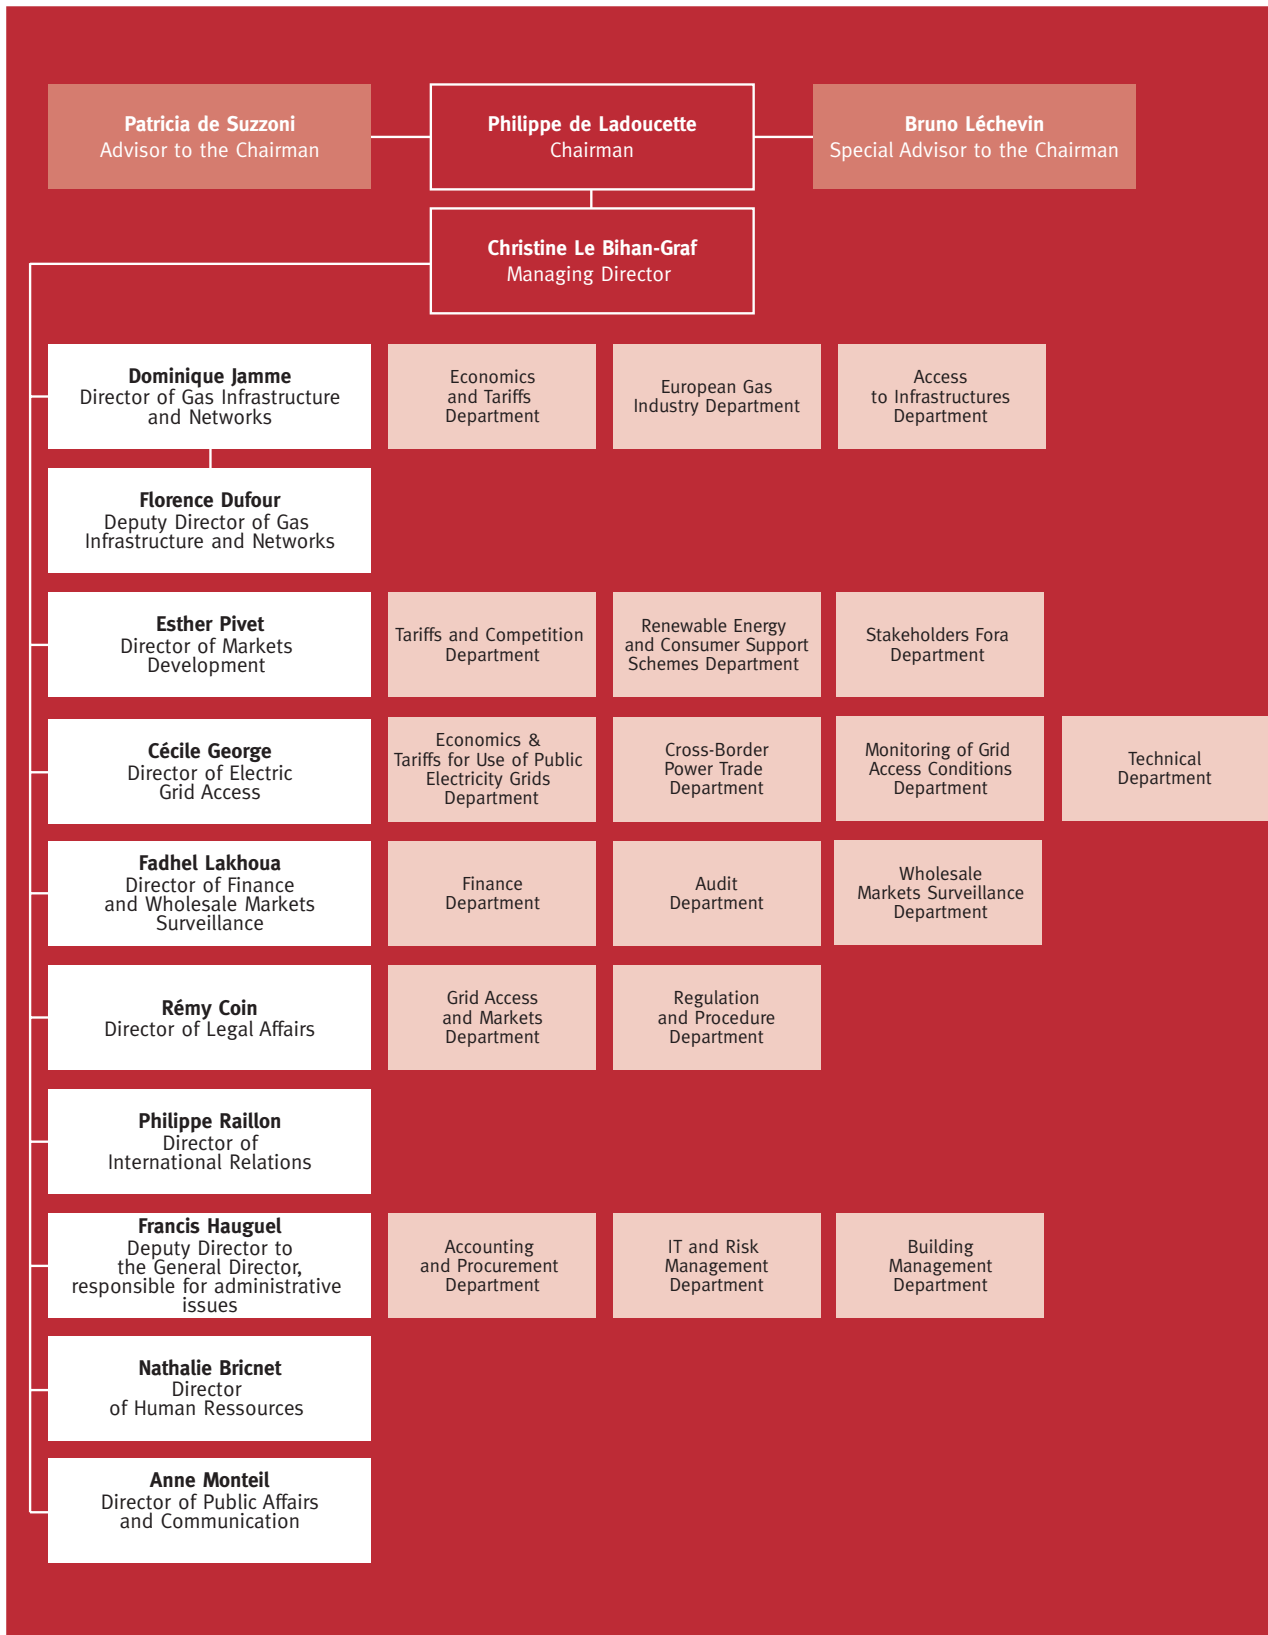 Patricia de Suzzoni
Advisor to the Chairman
Philippe de Ladoucette
Chairman
Bruno Léchevin
Special Advisor to the Chairman
Christine Le Bihan-Graf
Managing Director
Dominique Jamme
Director of Gas Infrastructure
and Networks
Economics
and Tariffs
Department
European Gas
Industry Department
Access
to Infrastructures
Department
Florence Dufour
Deputy Director of Gas
Infrastructure and Networks
Esther Pivet
Director of Markets
Development
Tariffs and Competition
Department
Renewable Energy
and Consumer Support
Schemes Department
Stakeholders Fora
Department
Cécile George
Director of Electric
Grid Access
Economics &
Tariffs for Use of Public
Electricity Grids
Department
Cross-Border
Power Trade
Department
Monitoring of Grid
Access Conditions
Department
Technical
Department
Fadhel Lakhoua
Director of Finance
and Wholesale Markets
Surveillance
Finance
Department
Audit
Department
Wholesale
Markets Surveillance
Department
Rémy Coin
Director of Legal Affairs
Grid Access
and Markets
Department
Regulation
and Procedure
Department
Philippe Raillon
Director of
International Relations
Francis Hauguel
Deputy Director to
the General Director,
responsible for administrative
issues
Accounting
and Procurement
Department
IT and Risk
Management
Department
Building
Management
Department
Nathalie Bricnet
Director
of Human Ressources
Anne Monteil
Director of Public Affairs
and Communication